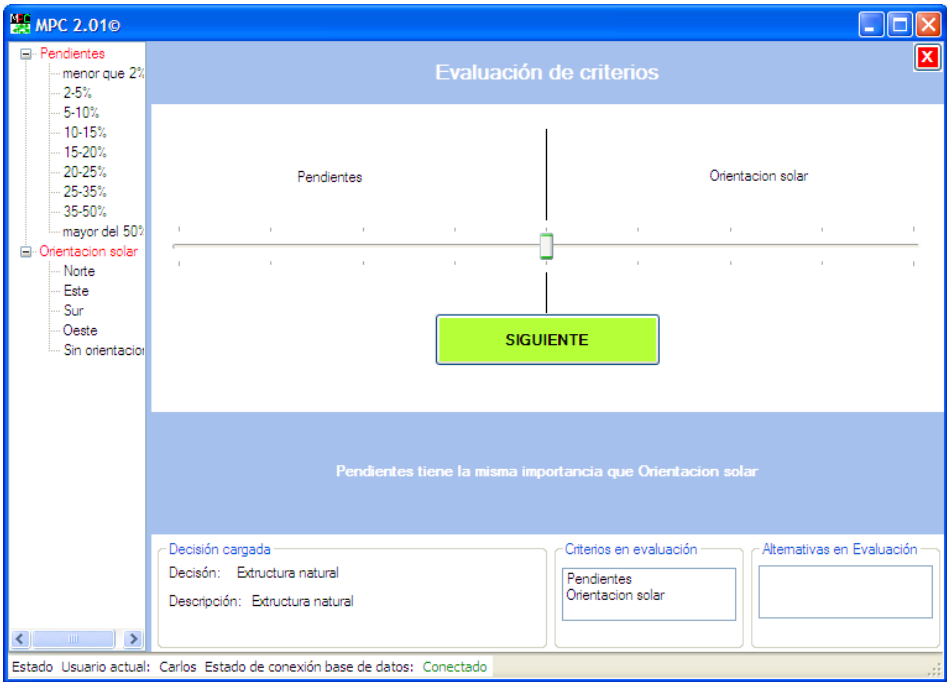 MPC 2.01©
Pendientes
menor que 2%
2-5%
5-10%
10-15%
15-20%
20-25%
25-35%
35-50%
mayor del 50%
Orientacion solar
Norte
Este
Sur
Oeste
Sin orientacion
Evaluación de criterios
X
Pendientes
Orientacion solar
SIGUIENTE
Pendientes tiene la misma importancia que Orientacion solar
Decisión cargada
Decisón: Extructura natural
Descripción: Extructura natural
Criterios en evaluación
Pendientes
Orientacion solar
Alternativas en Evaluación
Estado Usuario actual: Carlos Estado de conexión base de datos: Conectado